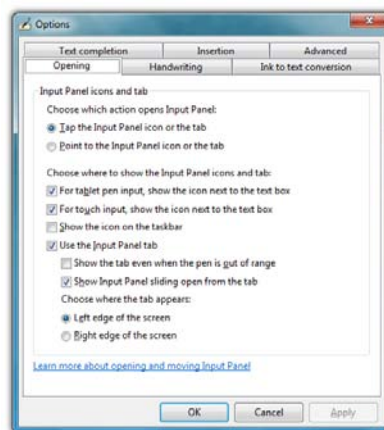 Options
Text completion Insertion Advanced
Opening Handwriting Ink to text conversion
Input Panel icons and tab
Choose which action opens Input Panel:
Tap the Input Panel icon or the tab
Point to the Input Panel icon or the tab
Choose where to show the Input Panel icons and tab:
For tablet pen input, show the icon next to the text box
For touch input, show the icon next to the text box
Show the icon on the taskbar
Use the Input Panel tab
Show the tab even when the pen is out of range
Show Input Panel sliding open from the tab
Choose where the tab appears:
Left edge of the screen
Right edge of the screen
Learn more about opening and moving Input Panel
OK Cancel Apply